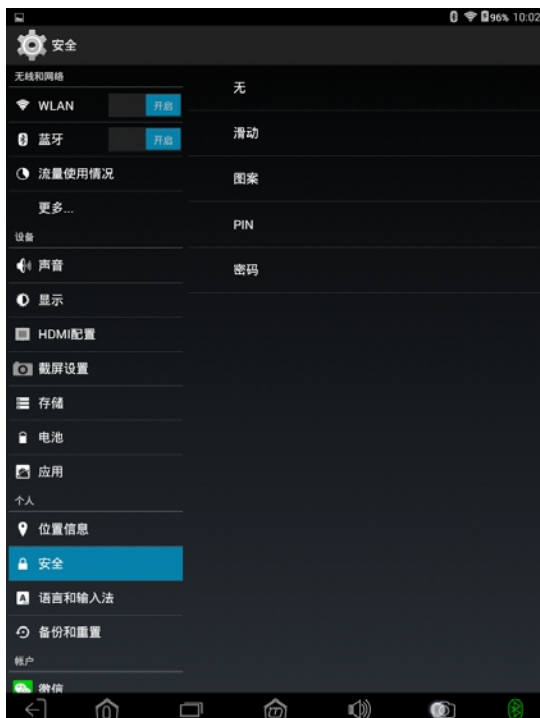 96% 10:02
安全
无线和网络
WLAN 开启
蓝牙 开启
流量使用情况
更多...
设备
声音
显示
HDMI配置
截屏设置
存储
电池
应用
个人
位置信息
安全
语言和输入法
备份和重置
帐户
微信
无
滑动
图案
PIN
密码